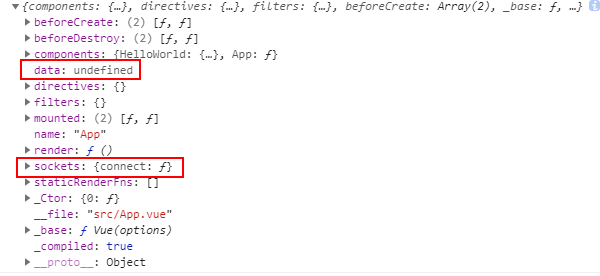 ▼{components: {…}, directives: {…}, filters: {…}, beforeCreate: Array(2), _base: ƒ, …} i
▶beforeCreate: (2) [ƒ, ƒ]
▶beforeDestroy: (2) [ƒ, ƒ]
▶components: {HelloWorld: {…}, App: ƒ}
data: undefined
▶directives: {}
▶filters: {}
▶mounted: (2) [ƒ, ƒ]
name: "App"
▶render: ƒ ()
▶sockets: {connect: ƒ}
▶staticRenderFns: []
▶_Ctor: {0: ƒ}
__file: "src/App.vue"
▶_base: ƒ Vue(options)
_compiled: true
▶__proto__: Object